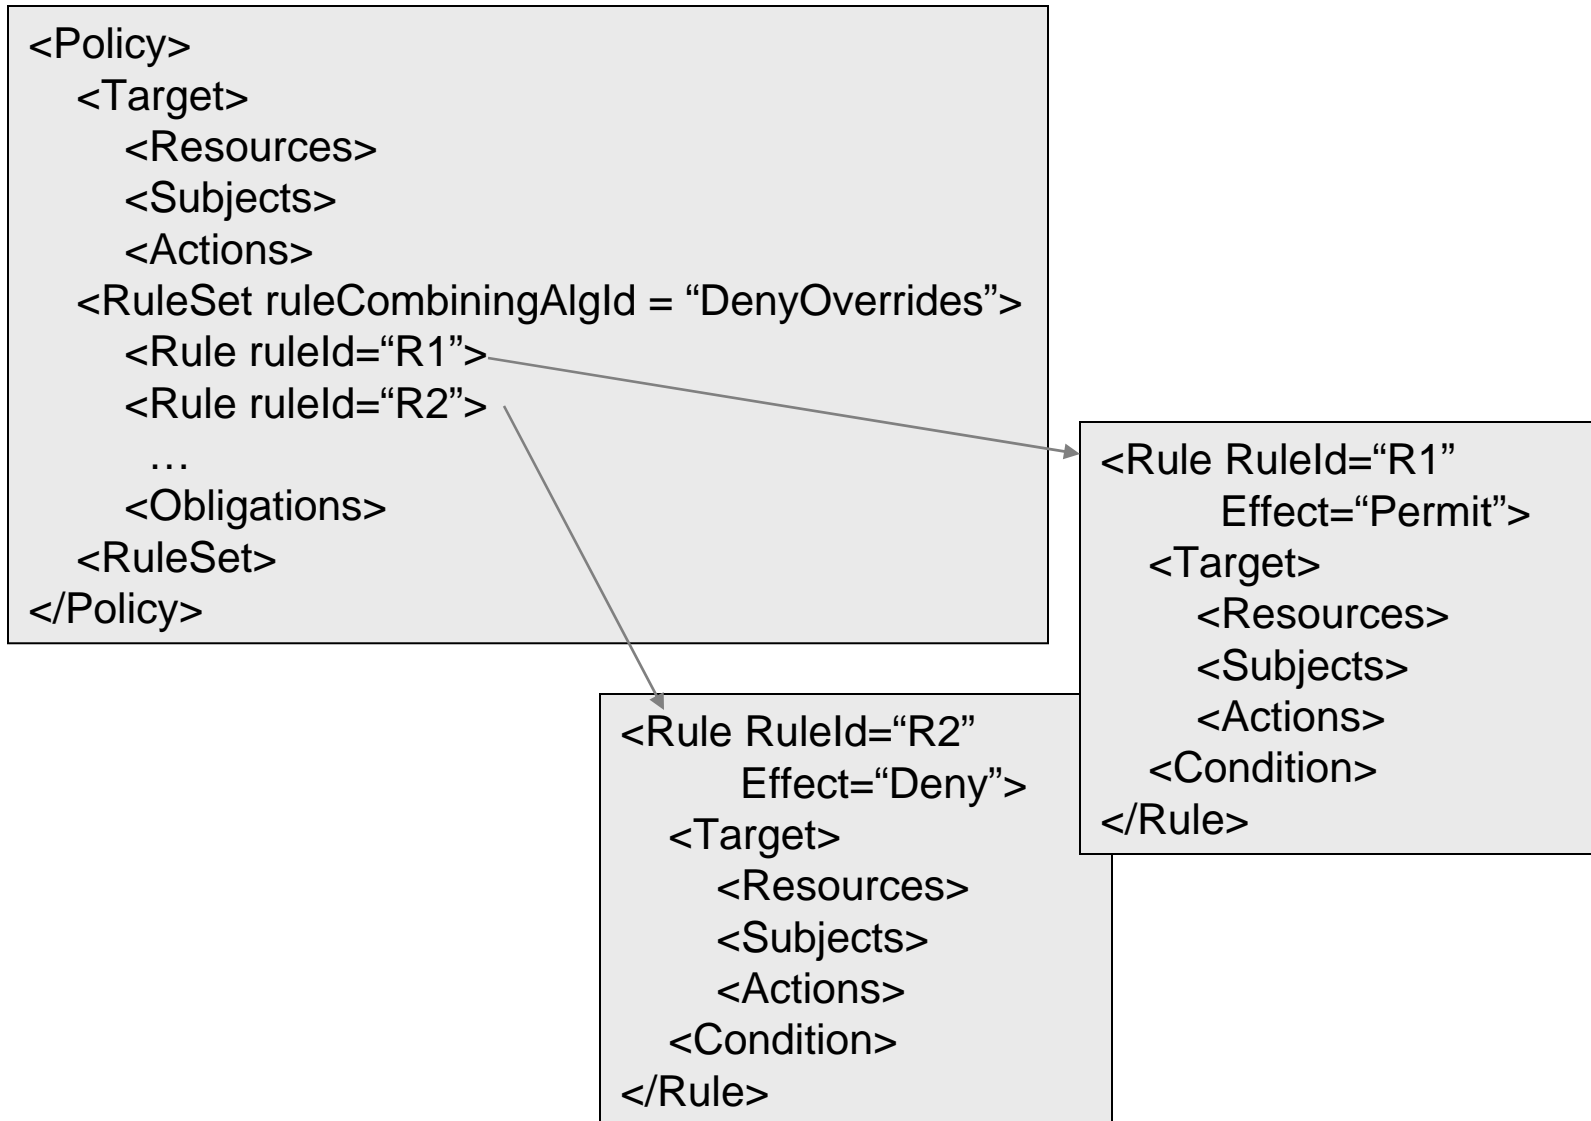 <Policy>
<Target>
<Resources>
<Subjects>
<Actions>
<RuleSet ruleCombiningAlgId = “DenyOverrides”>
<Rule ruleId=“R1”>
<Rule ruleId=“R2”>
…
<Obligations>
<RuleSet>
</Policy>
<Rule RuleId=“R1”
Effect=“Permit”>
<Target>
<Resources>
<Subjects>
<Actions>
<Condition>
</Rule>
<Rule RuleId=“R2”
Effect=“Deny”>
<Target>
<Resources>
<Subjects>
<Actions>
<Condition>
</Rule>